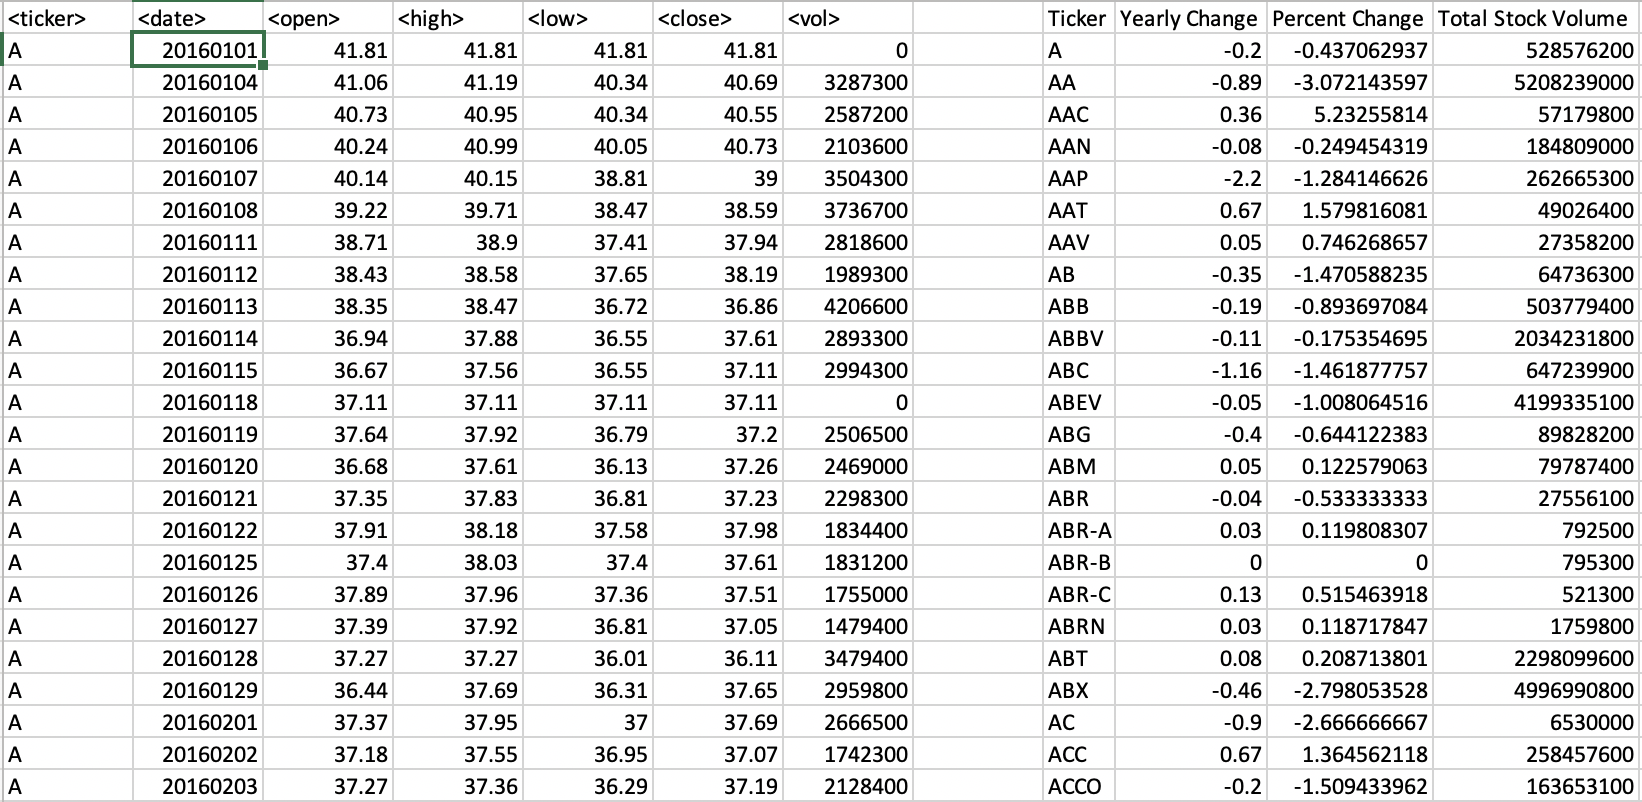 <ticker> <date> <open> <high> <low> <close> <vol> Ticker Yearly Change Percent Change Total Stock Volume
A 20160101 41.81 41.81 41.81 41.81 0 A -0.2 -0.437062937 528576200
A 20160104 41.06 41.19 40.34 40.69 3287300 AA -0.89 -3.072143597 5208239000
A 20160105 40.73 40.95 40.34 40.55 2587200 AAC 0.36 5.23255814 57179800
A 20160106 40.24 40.99 40.05 40.73 2103600 AAN -0.08 -0.249454319 184809000
A 20160107 40.14 40.15 38.81 39 3504300 AAP -2.2 -1.284146626 262665300
A 20160108 39.22 39.71 38.47 38.59 3736700 AAT 0.67 1.579816081 49026400
A 20160111 38.71 38.9 37.41 37.94 2818600 AAV 0.05 0.746268657 27358200
A 20160112 38.43 38.58 37.65 38.19 1989300 AB -0.35 -1.470588235 64736300
A 20160113 38.35 38.47 36.72 36.86 4206600 ABB -0.19 -0.893697084 503779400
A 20160114 36.94 37.88 36.55 37.61 2893300 ABBV -0.11 -0.175354695 2034231800
A 20160115 36.67 37.56 36.55 37.11 2994300 ABC -1.16 -1.461877757 647239900
A 20160118 37.11 37.11 37.11 37.11 0 ABEV -0.05 -1.008064516 4199335100
A 20160119 37.64 37.92 36.79 37.2 2506500 ABG -0.4 -0.644122383 89828200
A 20160120 36.68 37.61 36.13 37.26 2469000 ABM 0.05 0.122579063 79787400
A 20160121 37.35 37.83 36.81 37.23 2298300 ABR -0.04 -0.533333333 27556100
A 20160122 37.91 38.18 37.58 37.98 1834400 ABR-A 0.03 0.119808307 792500
A 20160125 37.4 38.03 37.4 37.61 1831200 ABR-B 0 0 795300
A 20160126 37.89 37.96 37.36 37.51 1755000 ABR-C 0.13 0.515463918 521300
A 20160127 37.39 37.92 36.81 37.05 1479400 ABRN 0.03 0.118717847 1759800
A 20160128 37.27 37.27 36.01 36.11 3479400 ABT 0.08 0.208713801 2298099600
A 20160129 36.44 37.69 36.31 37.65 2959800 ABX -0.46 -2.798053528 4996990800
A 20160201 37.37 37.95 37 37.69 2666500 AC -0.9 -2.666666667 6530000
A 20160202 37.18 37.55 36.95 37.07 1742300 ACC 0.67 1.364562118 258457600
A 20160203 37.27 37.36 36.29 37.19 2128400 ACCO -0.2 -1.509433962 163653100